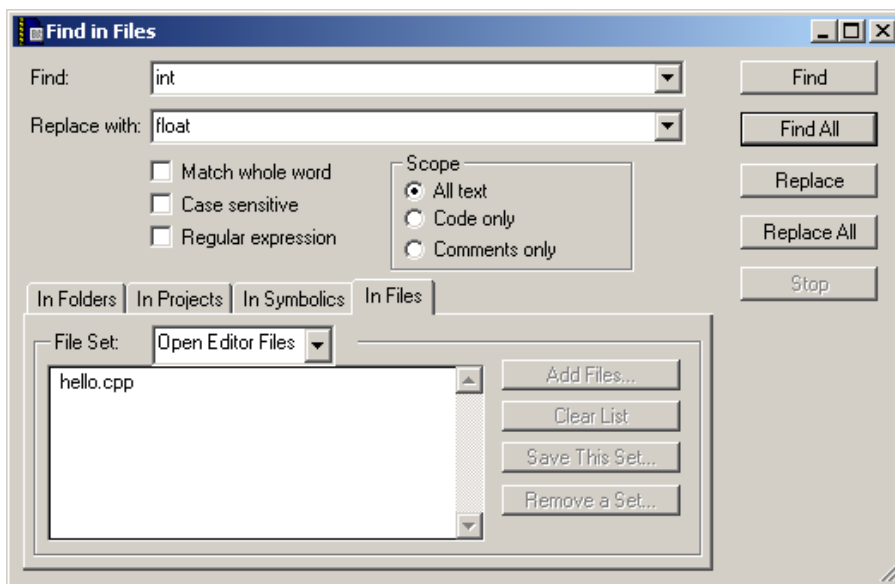 Find in Files
Find: int Find
Replace with: float Find All
Match whole word
Case sensitive
Regular expression
Scope
All text
Code only
Comments only
Replace
Replace All
Stop
In Folders In Projects In Symbolics In Files
File Set: Open Editor Files
hello.cpp
Add Files...
Clear List
Save This Set...
Remove a Set...